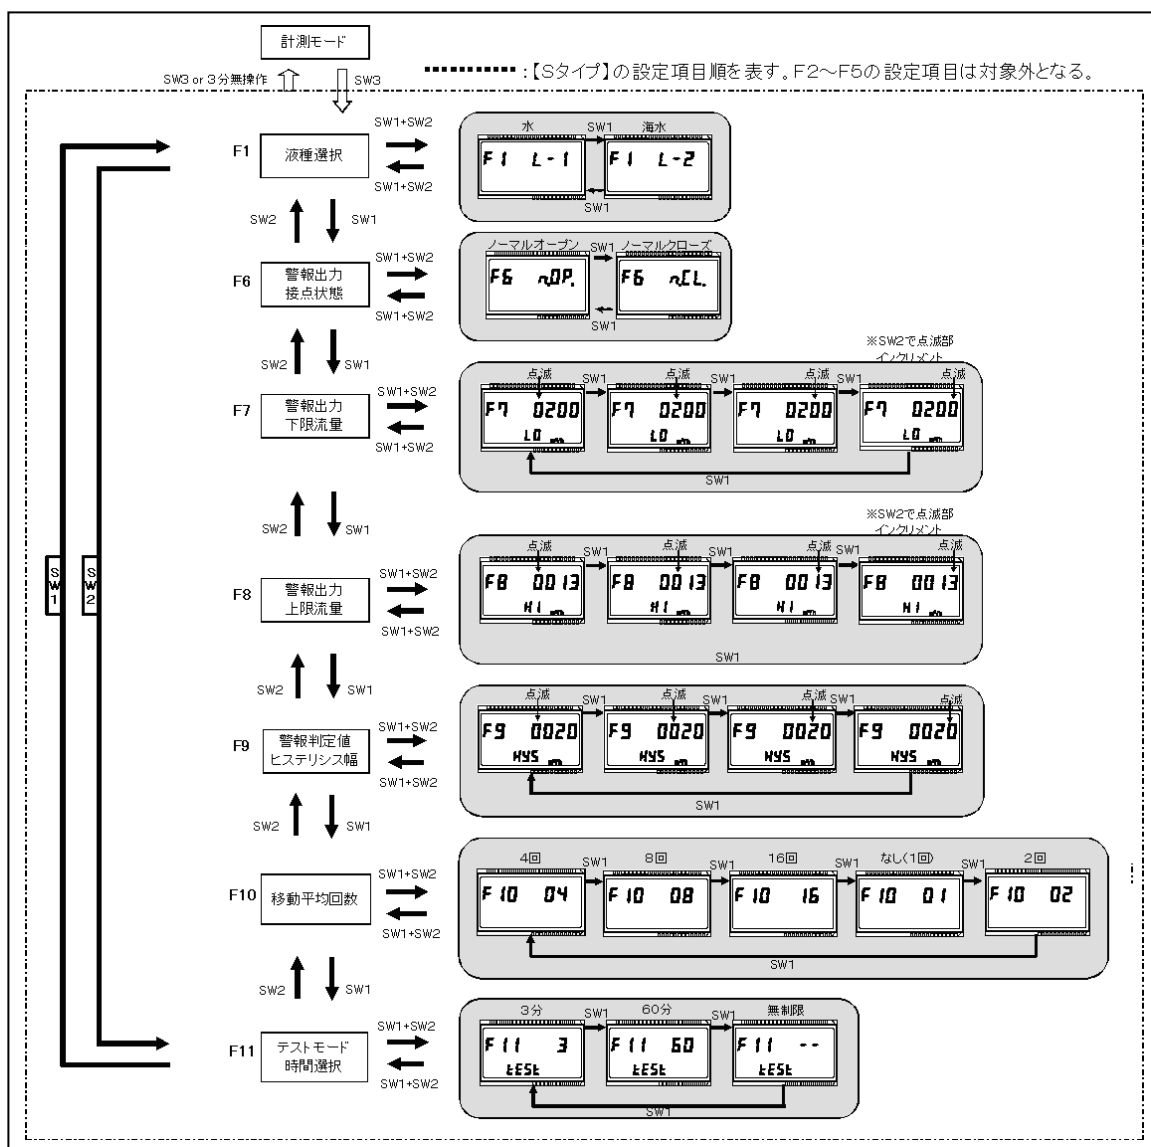 計測モード
SW3 or 3分無操作
SW3
:【Sタイプ】の設定項目順を表す。F2～F5の設定項目は対象外となる。
SW1
SW2
F1
液種選択
SW1+SW2
SW1+SW2
水
SW1
海水
F1 L-1
F1 L-2
SW1
SW2
SW1
F6
警報出力
接点状態
SW1+SW2
SW1+SW2
ノーマルオープン
SW1
ノーマルクローズ
F6 n.OP.
F6 n.CL.
SW1
SW2
SW1
※SW2で点滅部
インクリメント
F7
警報出力
下限流量
SW1+SW2
SW1+SW2
点滅
SW1
点滅
SW1
点滅
SW1
点滅
F7 0200
F7 0200
F7 0200
F7 0200
LO
LO
LO
LO
SW1
SW2
SW1
※SW2で点滅部
インクリメント
F8
警報出力
上限流量
SW1+SW2
SW1+SW2
点滅
SW1
点滅
SW1
点滅
SW1
点滅
F8 0013
F8 0013
F8 0013
F8 0013
HI
HI
HI
HI
SW1
SW2
SW1
F9
警報判定値
ヒステリシス幅
SW1+SW2
SW1+SW2
点滅
SW1
点滅
SW1
点滅
SW1
点滅
F9 0020
F9 0020
F9 0020
F9 0020
HYS
HYS
HYS
HYS
SW1
SW2
SW1
F10
移動平均回数
SW1+SW2
SW1+SW2
4回
SW1
8回
SW1
16回
SW1
なし(1回)
SW1
2回
F10 04
F10 08
F10 16
F10 01
F10 02
SW1
SW2
SW1
F11
テストモード
時間選択
SW1+SW2
SW1+SW2
3分
SW1
60分
SW1
無制限
F11 3
F11 60
F11 --
tESt
tESt
tESt
SW1